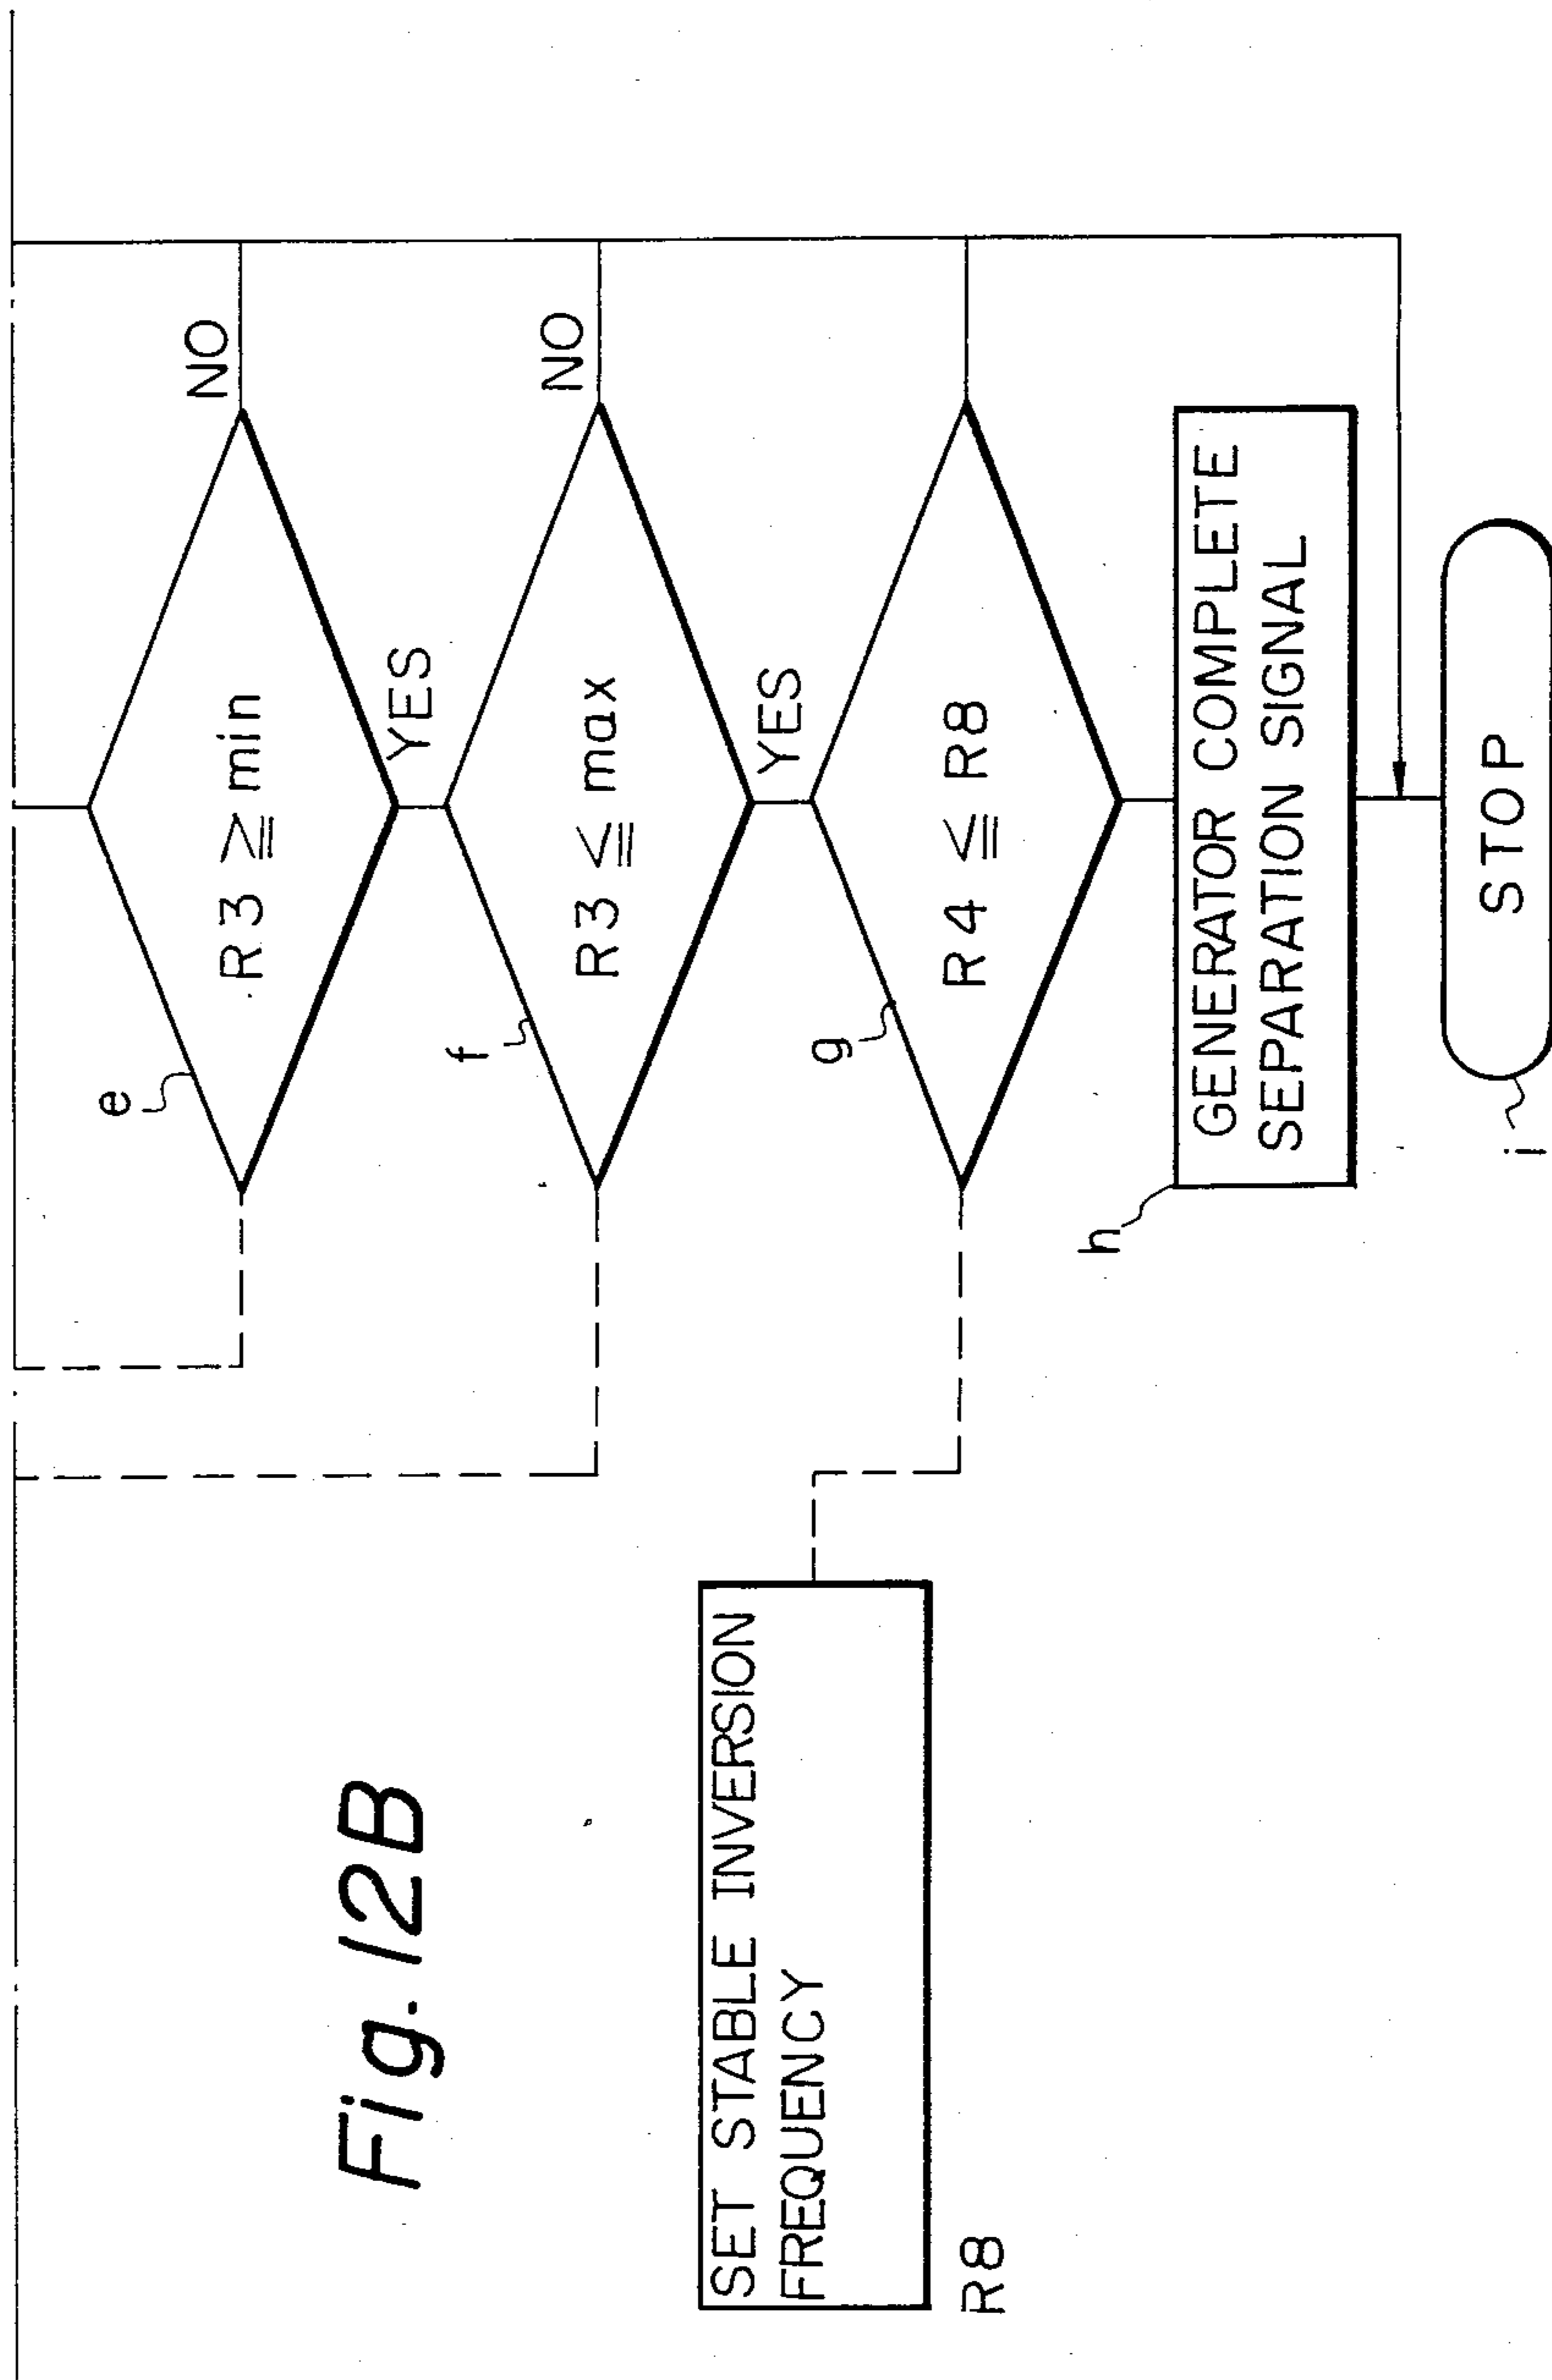 Fig. 12B
e
R3 ≧ min
NO
YES
f
R3 ≦ max
NO
YES
g
R4 ≦ R8
SET STABLE INVERSION
FREQUENCY
R8
h
GENERATOR COMPLETE
SEPARATION SIGNAL
i
STOP